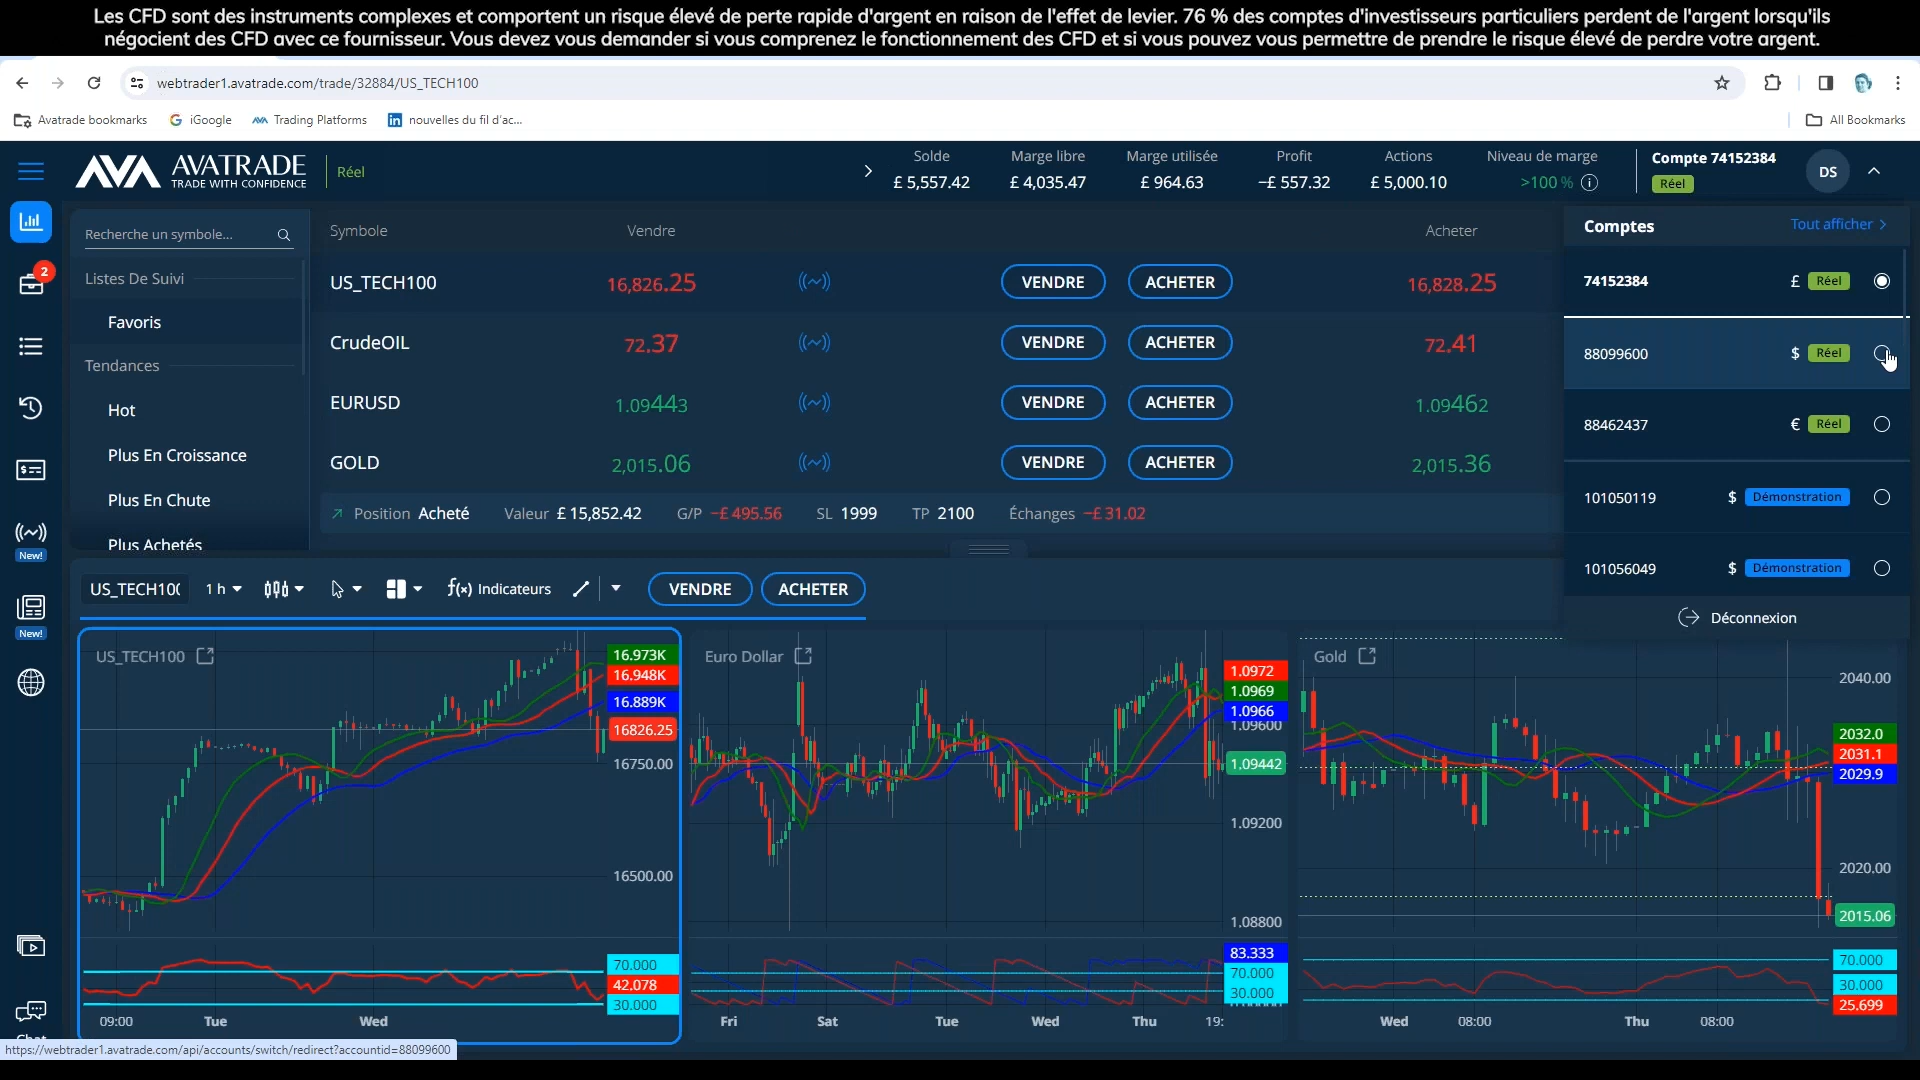 Les CFD sont des instruments complexes et comportent un risque élevé de perte rapide d'argent en raison de l'effet de levier. 76 % des comptes d'investisseurs particuliers perdent de l'argent lorsqu'ils
négocient des CFD avec ce fournisseur. Vous devez vous demander si vous comprenez le fonctionnement des CFD et si vous pouvez vous permettre de prendre le risque élevé de perdre votre argent.
webtrader1.avatrade.com/trade/32884/US_TECH100
Avatrade bookmarks iGoogle Trading Platforms nouvelles du fil d'ac... All Bookmarks
AVATRADE
TRADE WITH CONFIDENCE
Réel
Solde Marge libre Marge utilisée Profit Actions Niveau de marge
£ 5,557.42 £ 4,035.47 £ 964.63 –£ 557.32 £ 5,000.10 >100 %
Compte 74152384
Réel
DS
2
New!
New!
Chat
Recherche un symbole...
Listes De Suivi
Favoris
Tendances
Hot
Plus En Croissance
Plus En Chute
Plus Achetés
Symbole Vendre Acheter
US_TECH100 16,826.25 VENDRE ACHETER 16,828.25
CrudeOIL 72.37 VENDRE ACHETER 72.41
EURUSD 1.09443 VENDRE ACHETER 1.09462
GOLD 2,015.06 VENDRE ACHETER 2,015.36
Position Acheté Valeur £ 15,852.42 G/P –£ 495.56 SL 1999 TP 2100 Échanges –£ 31.02
Comptes Tout afficher
74152384 £ Réel
88099600 $ Réel
88462437 € Réel
101050119 $ Démonstration
101056049 $ Démonstration
Déconnexion
US_TECH10( 1 h f(x) Indicateurs VENDRE ACHETER
US_TECH100
16.973K
16.948K
16.889K
16826.25
16750.00
16500.00
70.000
42.078
30.000
09:00 Tue Wed
Euro Dollar
1.0972
1.0969
1.0966
1.09600
1.09442
1.09200
1.08800
83.333
70.000
30.000
Fri Sat Tue Wed Thu 19:
Gold
2040.00
2032.0
2031.1
2029.9
2020.00
2015.06
70.000
30.000
25.699
Wed 08:00 Thu 08:00
https://webtrader1.avatrade.com/api/accounts/switch/redirect?accountid=88099600